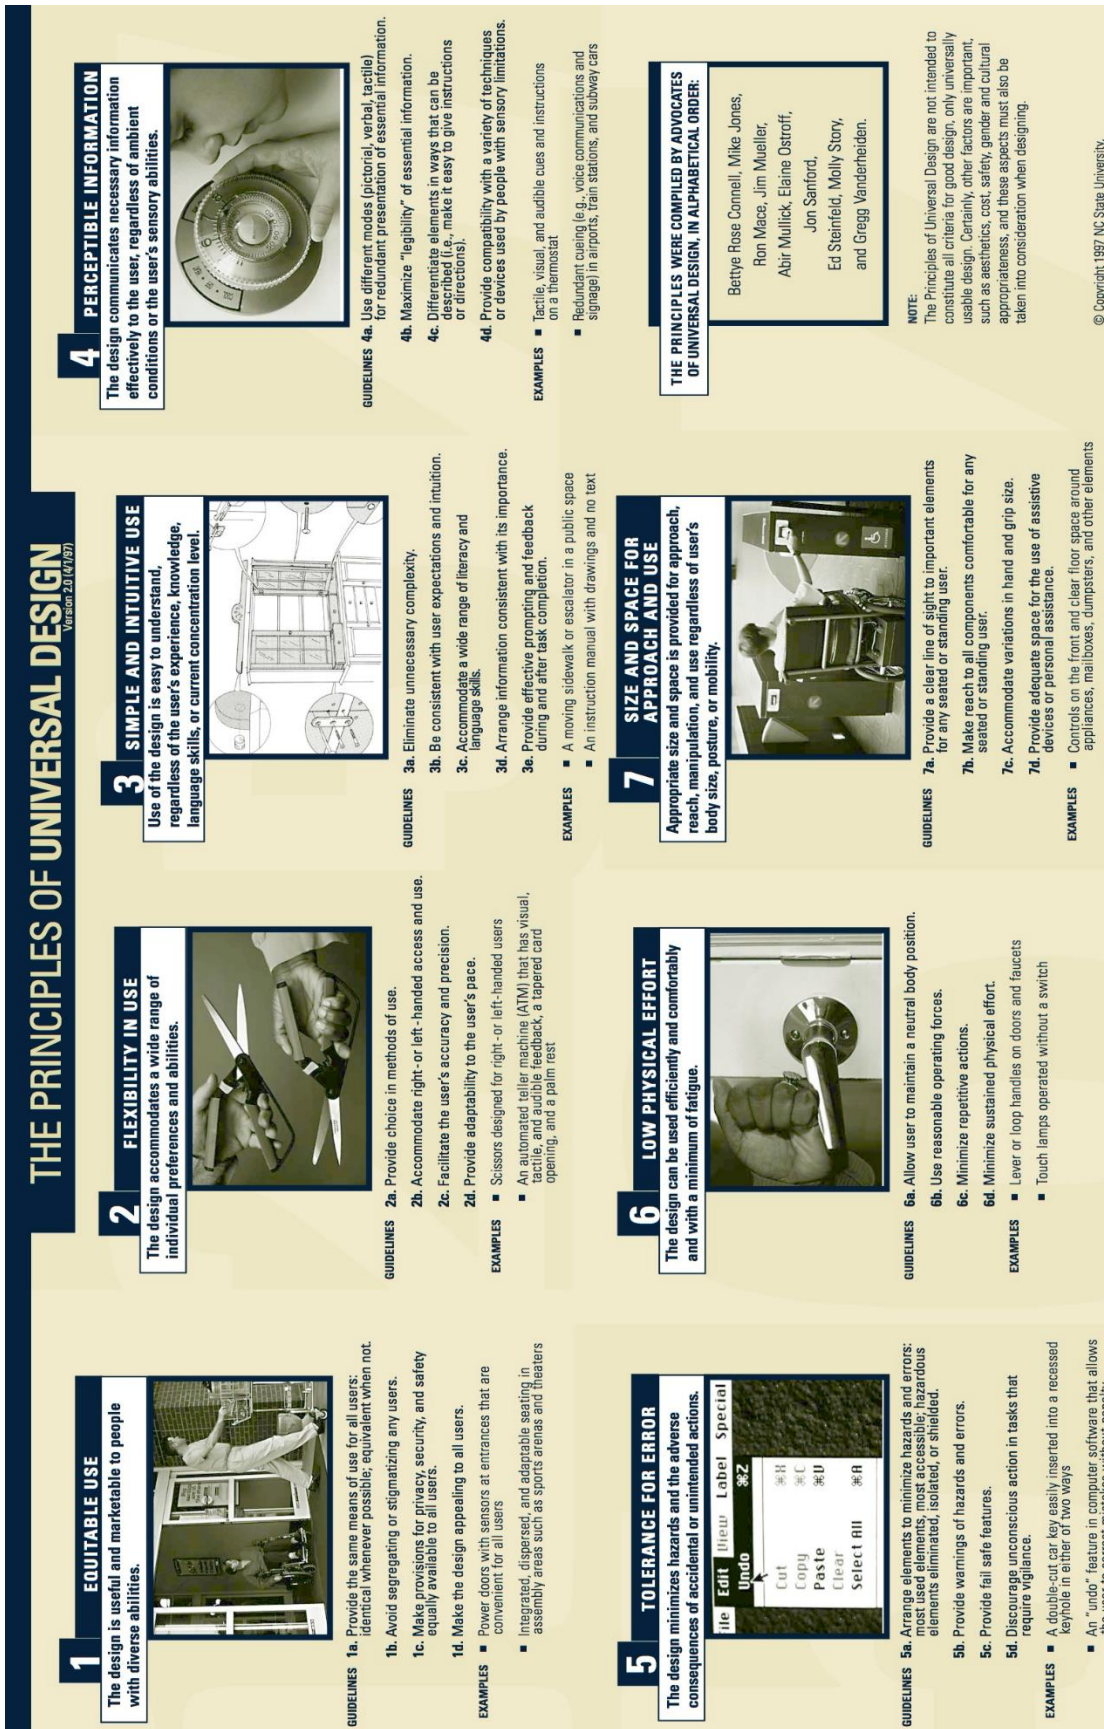 THE PRINCIPLES OF UNIVERSAL DESIGN
Version 2.0 (4/1/97)
1
EQUITABLE USE
The design is useful and marketable to people
with diverse abilities.
GUIDELINES
1a. Provide the same means of use for all users:
identical whenever possible; equivalent when not.
1b. Avoid segregating or stigmatizing any users.
1c. Make provisions for privacy, security, and safety
equally available to all users.
1d. Make the design appealing to all users.
EXAMPLES
■ Power doors with sensors at entrances that are
convenient for all users
■ Integrated, dispersed, and adaptable seating in
assembly areas such as sports arenas and theaters
2
FLEXIBILITY IN USE
The design accommodates a wide range of
individual preferences and abilities.
GUIDELINES
2a. Provide choice in methods of use.
2b. Accommodate right- or left-handed access and use.
2c. Facilitate the user's accuracy and precision.
2d. Provide adaptability to the user's pace.
EXAMPLES
■ Scissors designed for right- or left-handed users
■ An automated teller machine (ATM) that has visual,
tactile, and audible feedback, a tapered card
opening, and a palm rest
3
SIMPLE AND INTUITIVE USE
Use of the design is easy to understand,
regardless of the user's experience, knowledge,
language skills, or current concentration level.
GUIDELINES
3a. Eliminate unnecessary complexity.
3b. Be consistent with user expectations and intuition.
3c. Accommodate a wide range of literacy and
language skills.
3d. Arrange information consistent with its importance.
3e. Provide effective prompting and feedback
during and after task completion.
EXAMPLES
■ A moving sidewalk or escalator in a public space
■ An instruction manual with drawings and no text
4
PERCEPTIBLE INFORMATION
The design communicates necessary information
effectively to the user, regardless of ambient
conditions or the user's sensory abilities.
GUIDELINES
4a. Use different modes (pictorial, verbal, tactile)
for redundant presentation of essential information.
4b. Maximize "legibility" of essential information.
4c. Differentiate elements in ways that can be
described (i.e., make it easy to give instructions
or directions).
4d. Provide compatibility with a variety of techniques
or devices used by people with sensory limitations.
EXAMPLES
■ Tactile, visual, and audible cues and instructions
on a thermostat
■ Redundant cueing (e.g., voice communications and
signage) in airports, train stations, and subway cars
5
TOLERANCE FOR ERROR
The design minimizes hazards and the adverse
consequences of accidental or unintended actions.
File Edit View Label Special
Undo ⌘Z
Cut ⌘X
Copy ⌘C
Paste ⌘V
Clear
Select All ⌘A
GUIDELINES
5a. Arrange elements to minimize hazards and errors:
most used elements, most accessible; hazardous
elements eliminated, isolated, or shielded.
5b. Provide warnings of hazards and errors.
5c. Provide fail safe features.
5d. Discourage unconscious action in tasks that
require vigilance.
EXAMPLES
■ A double-cut car key easily inserted into a recessed
keyhole in either of two ways
■ An "undo" feature in computer software that allows
6
LOW PHYSICAL EFFORT
The design can be used efficiently and comfortably
and with a minimum of fatigue.
GUIDELINES
6a. Allow user to maintain a neutral body position.
6b. Use reasonable operating forces.
6c. Minimize repetitive actions.
6d. Minimize sustained physical effort.
EXAMPLES
■ Lever or loop handles on doors and faucets
■ Touch lamps operated without a switch
7
SIZE AND SPACE FOR
APPROACH AND USE
Appropriate size and space is provided for approach,
reach, manipulation, and use regardless of user's
body size, posture, or mobility.
GUIDELINES
7a. Provide a clear line of sight to important elements
for any seated or standing user.
7b. Make reach to all components comfortable for any
seated or standing user.
7c. Accommodate variations in hand and grip size.
7d. Provide adequate space for the use of assistive
devices or personal assistance.
EXAMPLES
■ Controls on the front and clear floor space around
appliances, mailboxes, dumpsters, and other elements
THE PRINCIPLES WERE COMPILED BY ADVOCATES
OF UNIVERSAL DESIGN, IN ALPHABETICAL ORDER:
Bettye Rose Connell, Mike Jones,
Ron Mace, Jim Mueller,
Abir Mullick, Elaine Ostroff,
Jon Sanford,
Ed Steinfeld, Molly Story,
and Gregg Vanderheiden.
NOTE:
The Principles of Universal Design are not intended to
constitute all criteria for good design, only universally
usable design. Certainly, other factors are important,
such as aesthetics, cost, safety, gender and cultural
appropriateness, and these aspects must also be
taken into consideration when designing.
© Copyright 1997 NC State University,